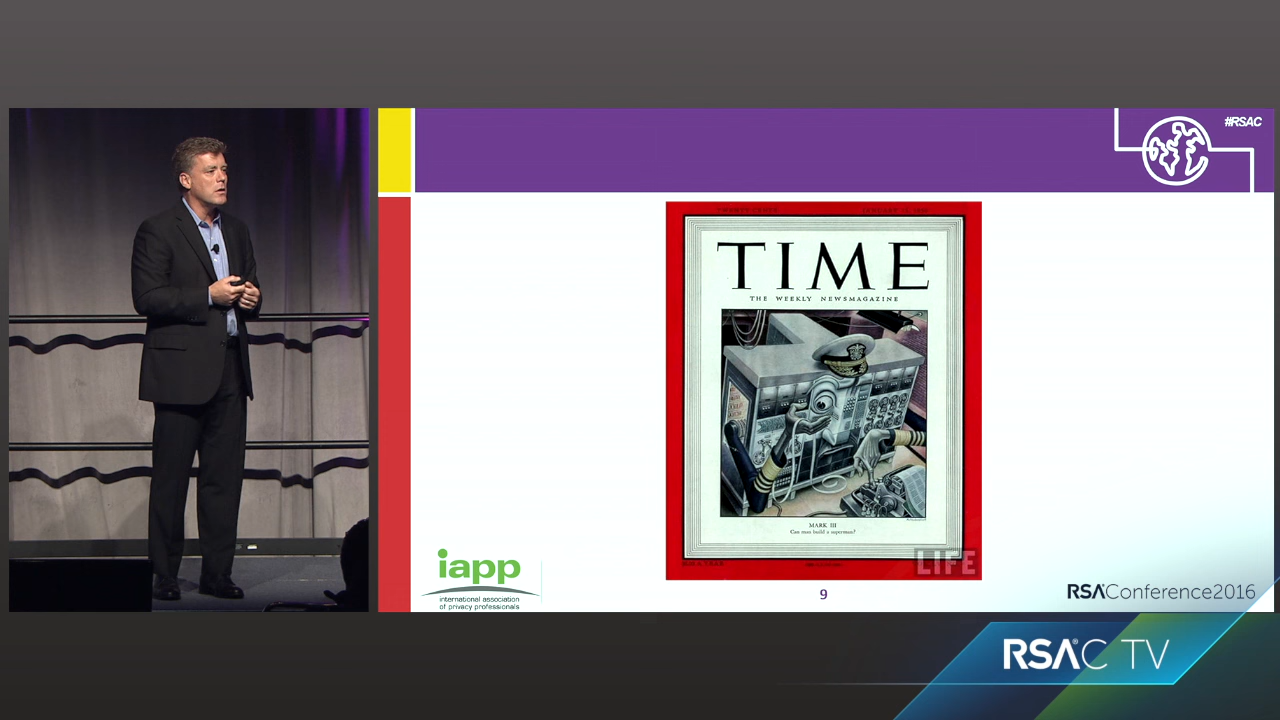 #RSAC
TIME
THE WEEKLY NEWSMAGAZINE
MARK III
Can man build a superman?
LIFE
iapp
international association
of privacy professionals
9
RSAConference2016
RSA®C TV